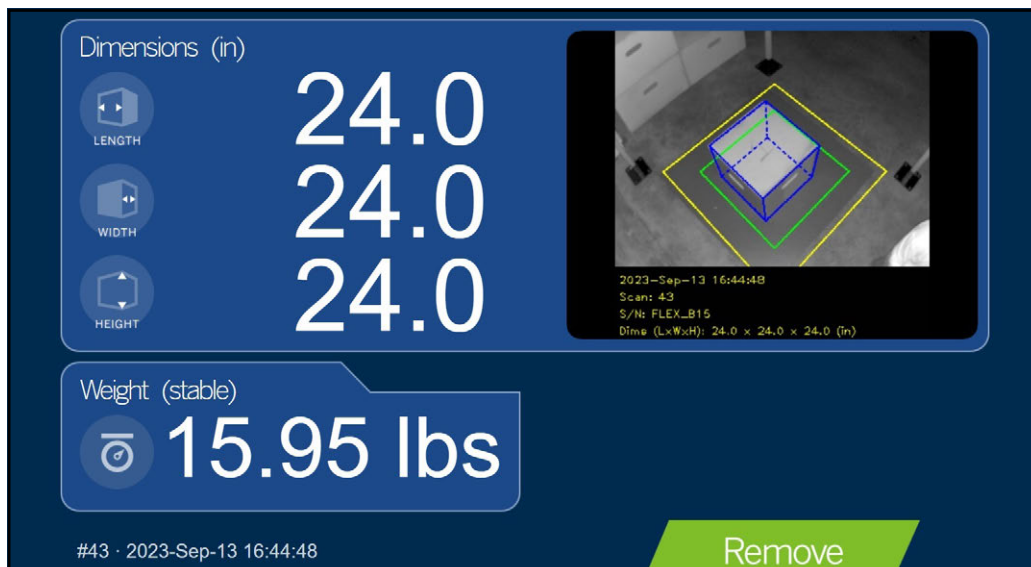 Dimensions (in)
LENGTH
24.0
WIDTH
24.0
HEIGHT
24.0
2023-Sep-13 16:44:48
Scan: 43
S/N: FLEX_B15
Dims (LxWxH): 24.0 x 24.0 x 24.0 (in)
Weight (stable)
15.95 lbs
#43 · 2023-Sep-13 16:44:48
Remove